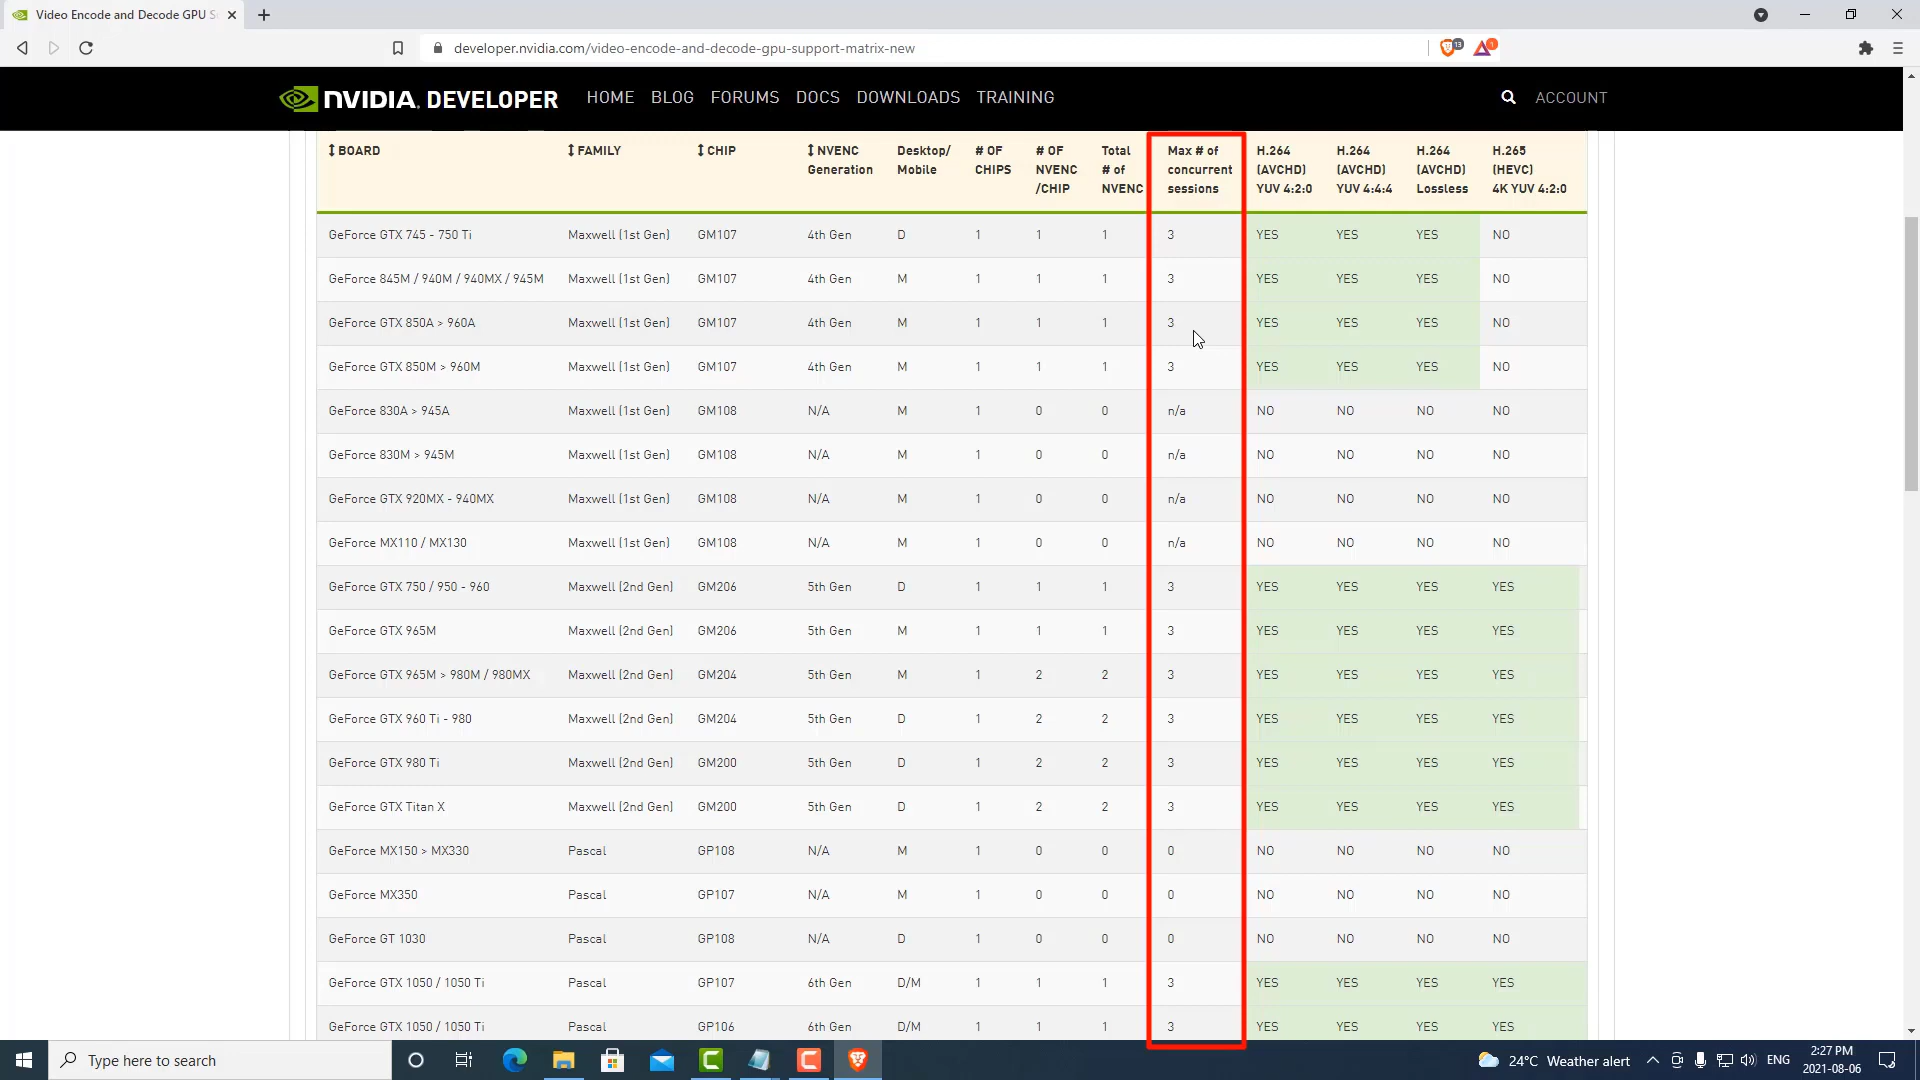 Video Encode and Decode GPU S
developer.nvidia.com/video-encode-and-decode-gpu-support-matrix-new
13
1
NVIDIA. DEVELOPER HOME BLOG FORUMS DOCS DOWNLOADS TRAINING ACCOUNT
BOARD FAMILY CHIP NVENC Generation Desktop/ Mobile # OF CHIPS # OF NVENC /CHIP Total # of NVENC Max # of concurrent sessions H.264 (AVCHD) YUV 4:2:0 H.264 (AVCHD) YUV 4:4:4 H.264 (AVCHD) Lossless H.265 (HEVC) 4K YUV 4:2:0
GeForce GTX 745 - 750 Ti Maxwell (1st Gen) GM107 4th Gen D 1 1 1 3 YES YES YES NO
GeForce 845M / 940M / 940MX / 945M Maxwell (1st Gen) GM107 4th Gen M 1 1 1 3 YES YES YES NO
GeForce GTX 850A > 960A Maxwell (1st Gen) GM107 4th Gen M 1 1 1 3 YES YES YES NO
GeForce GTX 850M > 960M Maxwell (1st Gen) GM107 4th Gen M 1 1 1 3 YES YES YES NO
GeForce 830A > 945A Maxwell (1st Gen) GM108 N/A M 1 0 0 n/a NO NO NO NO
GeForce 830M > 945M Maxwell (1st Gen) GM108 N/A M 1 0 0 n/a NO NO NO NO
GeForce GTX 920MX - 940MX Maxwell (1st Gen) GM108 N/A M 1 0 0 n/a NO NO NO NO
GeForce MX110 / MX130 Maxwell (1st Gen) GM108 N/A M 1 0 0 n/a NO NO NO NO
GeForce GTX 750 / 950 - 960 Maxwell (2nd Gen) GM206 5th Gen D 1 1 1 3 YES YES YES YES
GeForce GTX 965M Maxwell (2nd Gen) GM206 5th Gen M 1 1 1 3 YES YES YES YES
GeForce GTX 965M > 980M / 980MX Maxwell (2nd Gen) GM204 5th Gen M 1 2 2 3 YES YES YES YES
GeForce GTX 960 Ti - 980 Maxwell (2nd Gen) GM204 5th Gen D 1 2 2 3 YES YES YES YES
GeForce GTX 980 Ti Maxwell (2nd Gen) GM200 5th Gen D 1 2 2 3 YES YES YES YES
GeForce GTX Titan X Maxwell (2nd Gen) GM200 5th Gen D 1 2 2 3 YES YES YES YES
GeForce MX150 > MX330 Pascal GP108 N/A M 1 0 0 0 NO NO NO NO
GeForce MX350 Pascal GP107 N/A M 1 0 0 0 NO NO NO NO
GeForce GT 1030 Pascal GP108 N/A D 1 0 0 0 NO NO NO NO
GeForce GTX 1050 / 1050 Ti Pascal GP107 6th Gen D/M 1 1 1 3 YES YES YES YES
GeForce GTX 1050 / 1050 Ti Pascal GP106 6th Gen D/M 1 1 1 3 YES YES YES YES
Type here to search
24°C Weather alert
ENG
2:27 PM
2021-08-06